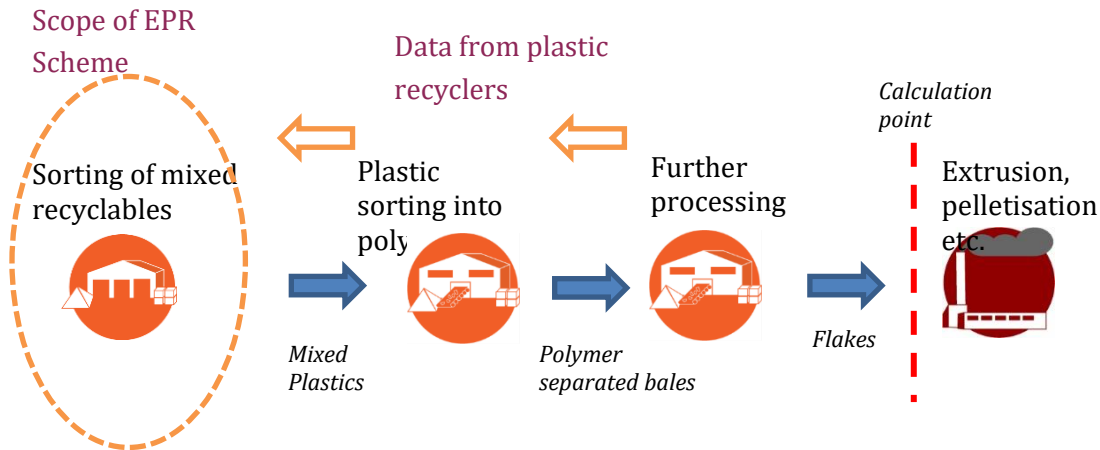 Scope of EPR
Scheme
Data from plastic
recyclers
Calculation
point
Sorting of mixed
recyclables
Plastic
sorting into
Further
processing
Extrusion,
pelletisation
etc.
Mixed
Plastics
Polymer
separated bales
Flakes